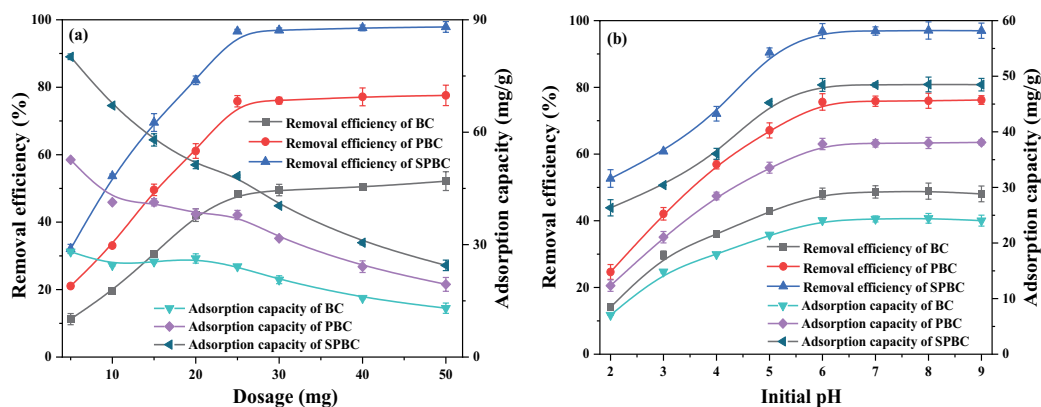 (a)
Removal efficiency (%)
100
80
60
40
20
0
Removal efficiency of BC
Removal efficiency of PBC
Removal efficiency of SPBC
Adsorption capacity of BC
Adsorption capacity of PBC
Adsorption capacity of SPBC
10
20
30
40
50
Dosage (mg)
90
60
30
0
Adsorption capacity (mg/g)
(b)
Removal efficiency (%)
100
80
60
40
20
0
Removal efficiency of BC
Removal efficiency of PBC
Removal efficiency of SPBC
Adsorption capacity of BC
Adsorption capacity of PBC
Adsorption capacity of SPBC
2
3
4
5
6
7
8
9
Initial pH
60
50
40
30
20
10
0
Adsorption capacity (mg/g)